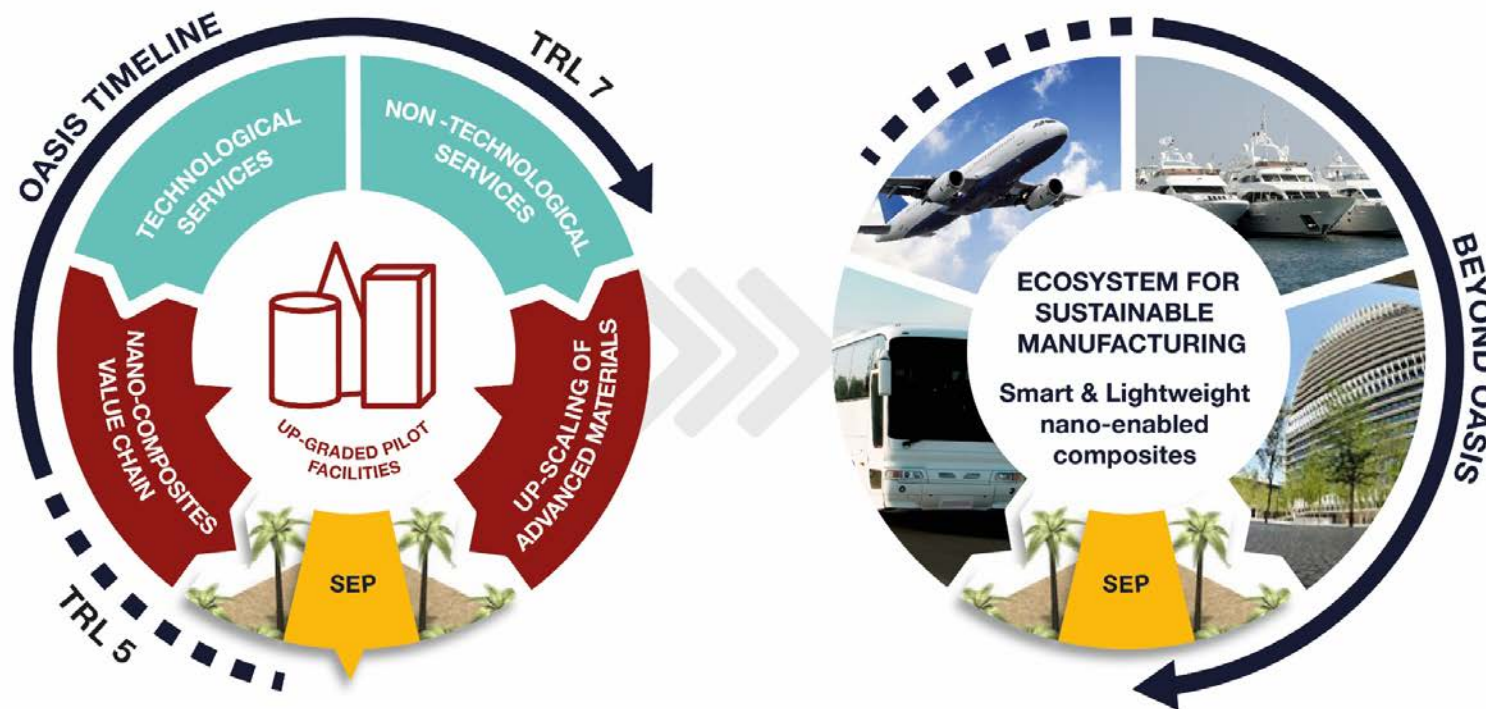 OASIS TIMELINE
TRL 7
TECHNOLOGICAL
SERVICES
NON -TECHNOLOGICAL
SERVICES
NANO-COMPOSITES
VALUE CHAIN
UP-GRADED PILOT
FACILITIES
UP-SCALING OF
ADVANCED MATERIALS
SEP
TRL 5
ECOSYSTEM FOR
SUSTAINABLE
MANUFACTURING
Smart & Lightweight
nano-enabled
composites
SEP
BEYOND OASIS